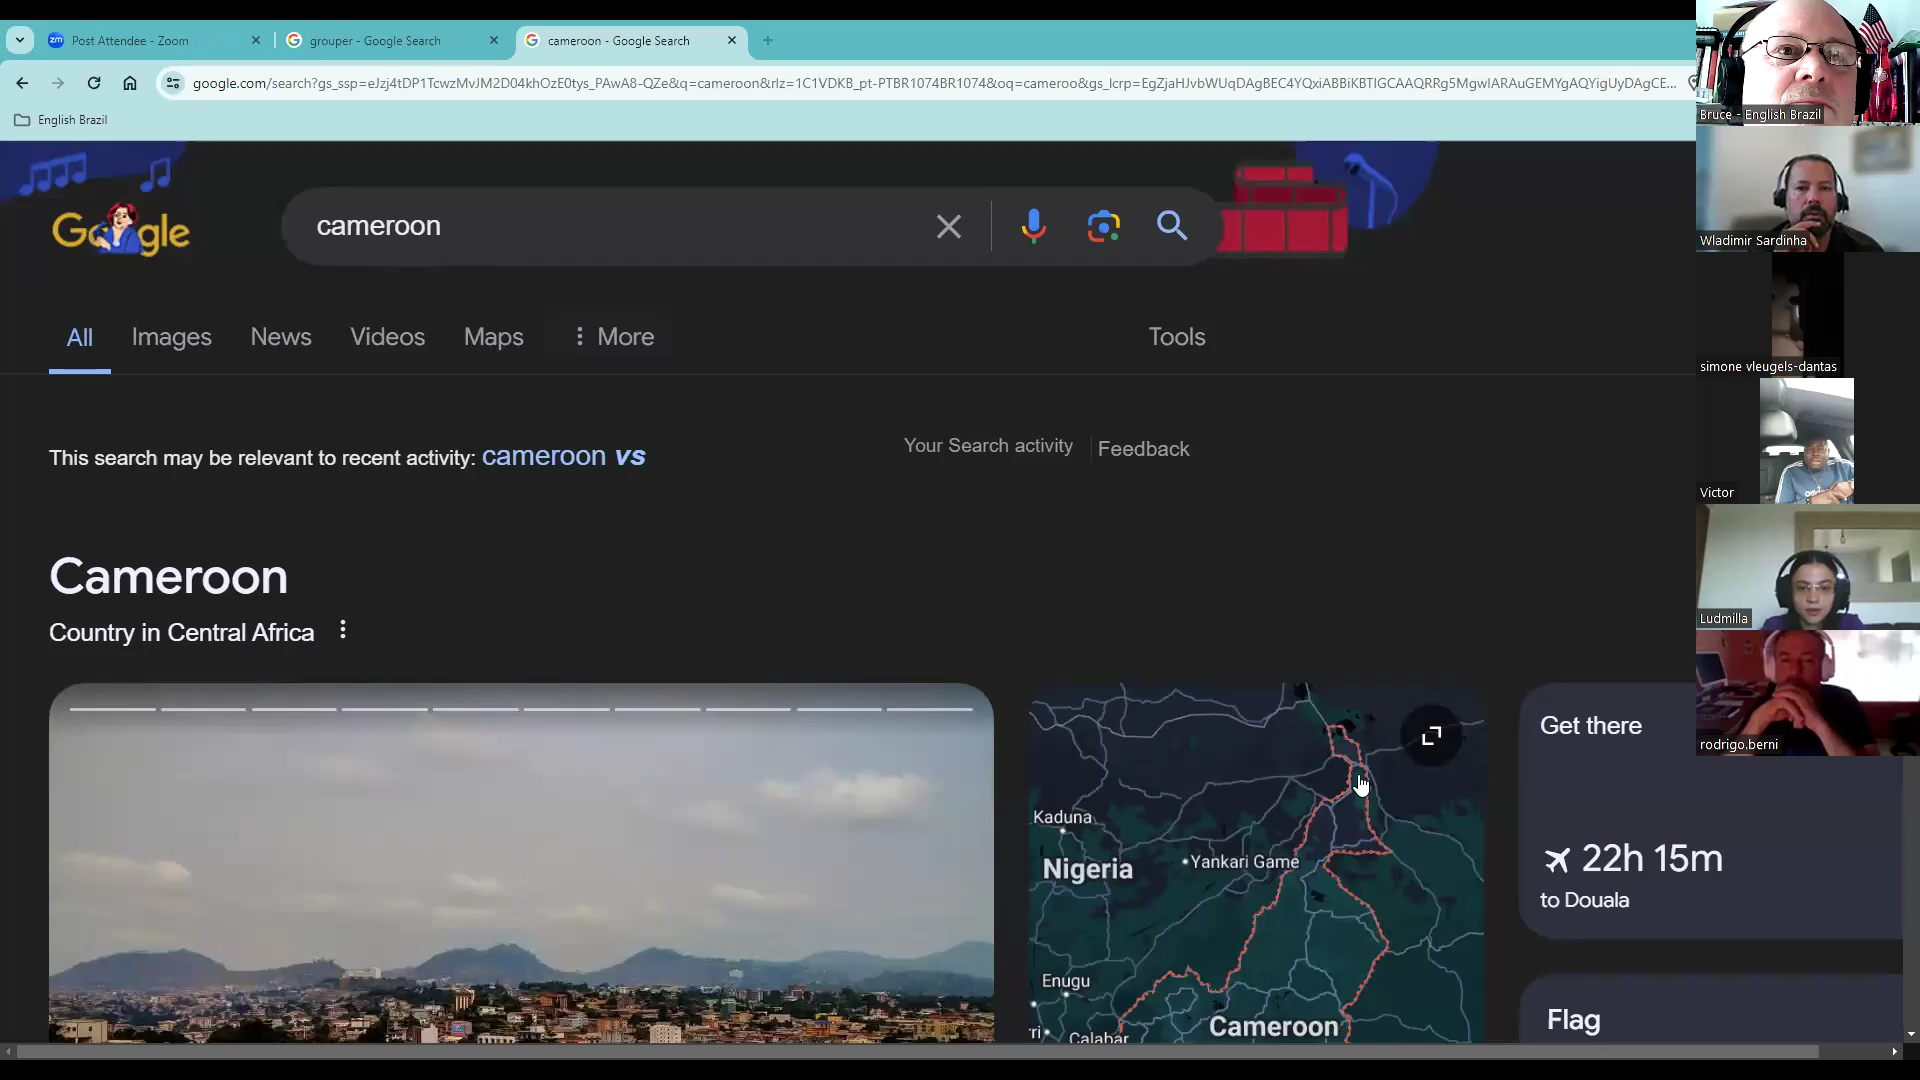 Post Attendee - Zoom
grouper - Google Search
cameroon - Google Search
google.com/search?gs_ssp=eJzj4tDP1TcwzMvJM2D04khOzE0tys_PAwA8-QZe&q=cameroon&rlz=1C1VDKB_pt-PTBR1074BR1074&oq=cameroo&gs_lcrp=EgZjaHJvbWUqDAgBEC4YQxiABBiKBTIGCAAQRRg5MgwIARAuGEMYgAQYigUyDAgCE...
English Brazil
Google
cameroon
All
Images
News
Videos
Maps
More
Tools
This search may be relevant to recent activity: cameroon vs
Your Search activity
Feedback
Cameroon
Country in Central Africa
Kaduna
Nigeria
Yankari Game
Enugu
Calabar
Cameroon
Get there
22h 15m
to Douala
Flag
Bruce - English Brazil
Wladimir Sardinha
simone vleugels-dantas
Victor
Ludmilla
rodrigo.berni